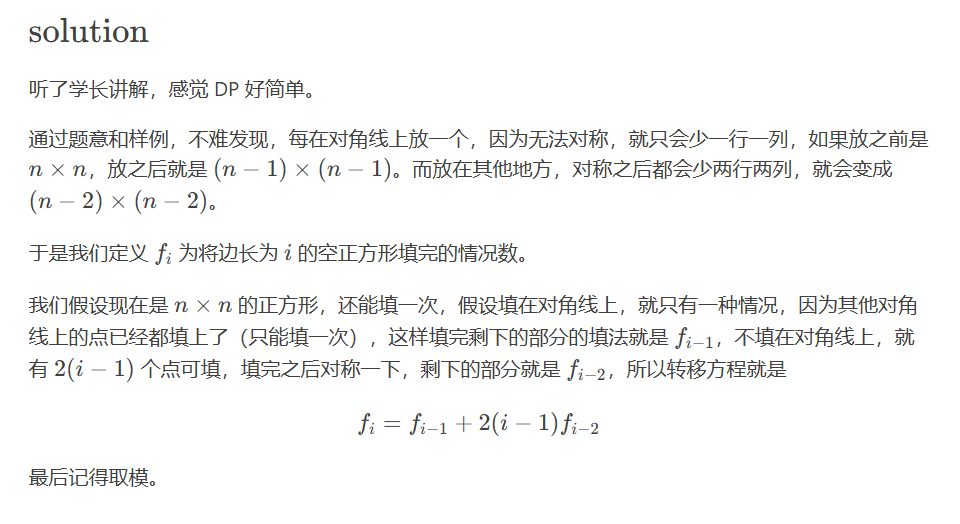 solution
听了学长讲解，感觉 DP 好简单。
通过题意和样例，不难发现，每在对角线上放一个，因为无法对称，就只会少一行一列，如果放之前是
n × n，放之后就是 (n − 1) × (n − 1)。而放在其他地方，对称之后都会少两行两列，就会变成
(n − 2) × (n − 2)。
于是我们定义 f_i 为将边长为 i 的空正方形填完的情况数。
我们假设现在是 n × n 的正方形，还能填一次，假设填在对角线上，就只有一种情况，因为其他对角
线上的点已经都填上了（只能填一次），这样填完剩下的部分的填法就是 f_{i−1}，不填在对角线上，就
有 2(i − 1) 个点可填，填完之后对称一下，剩下的部分就是 f_{i−2}，所以转移方程就是
f_i = f_{i−1} + 2(i − 1)f_{i−2}
最后记得取模。